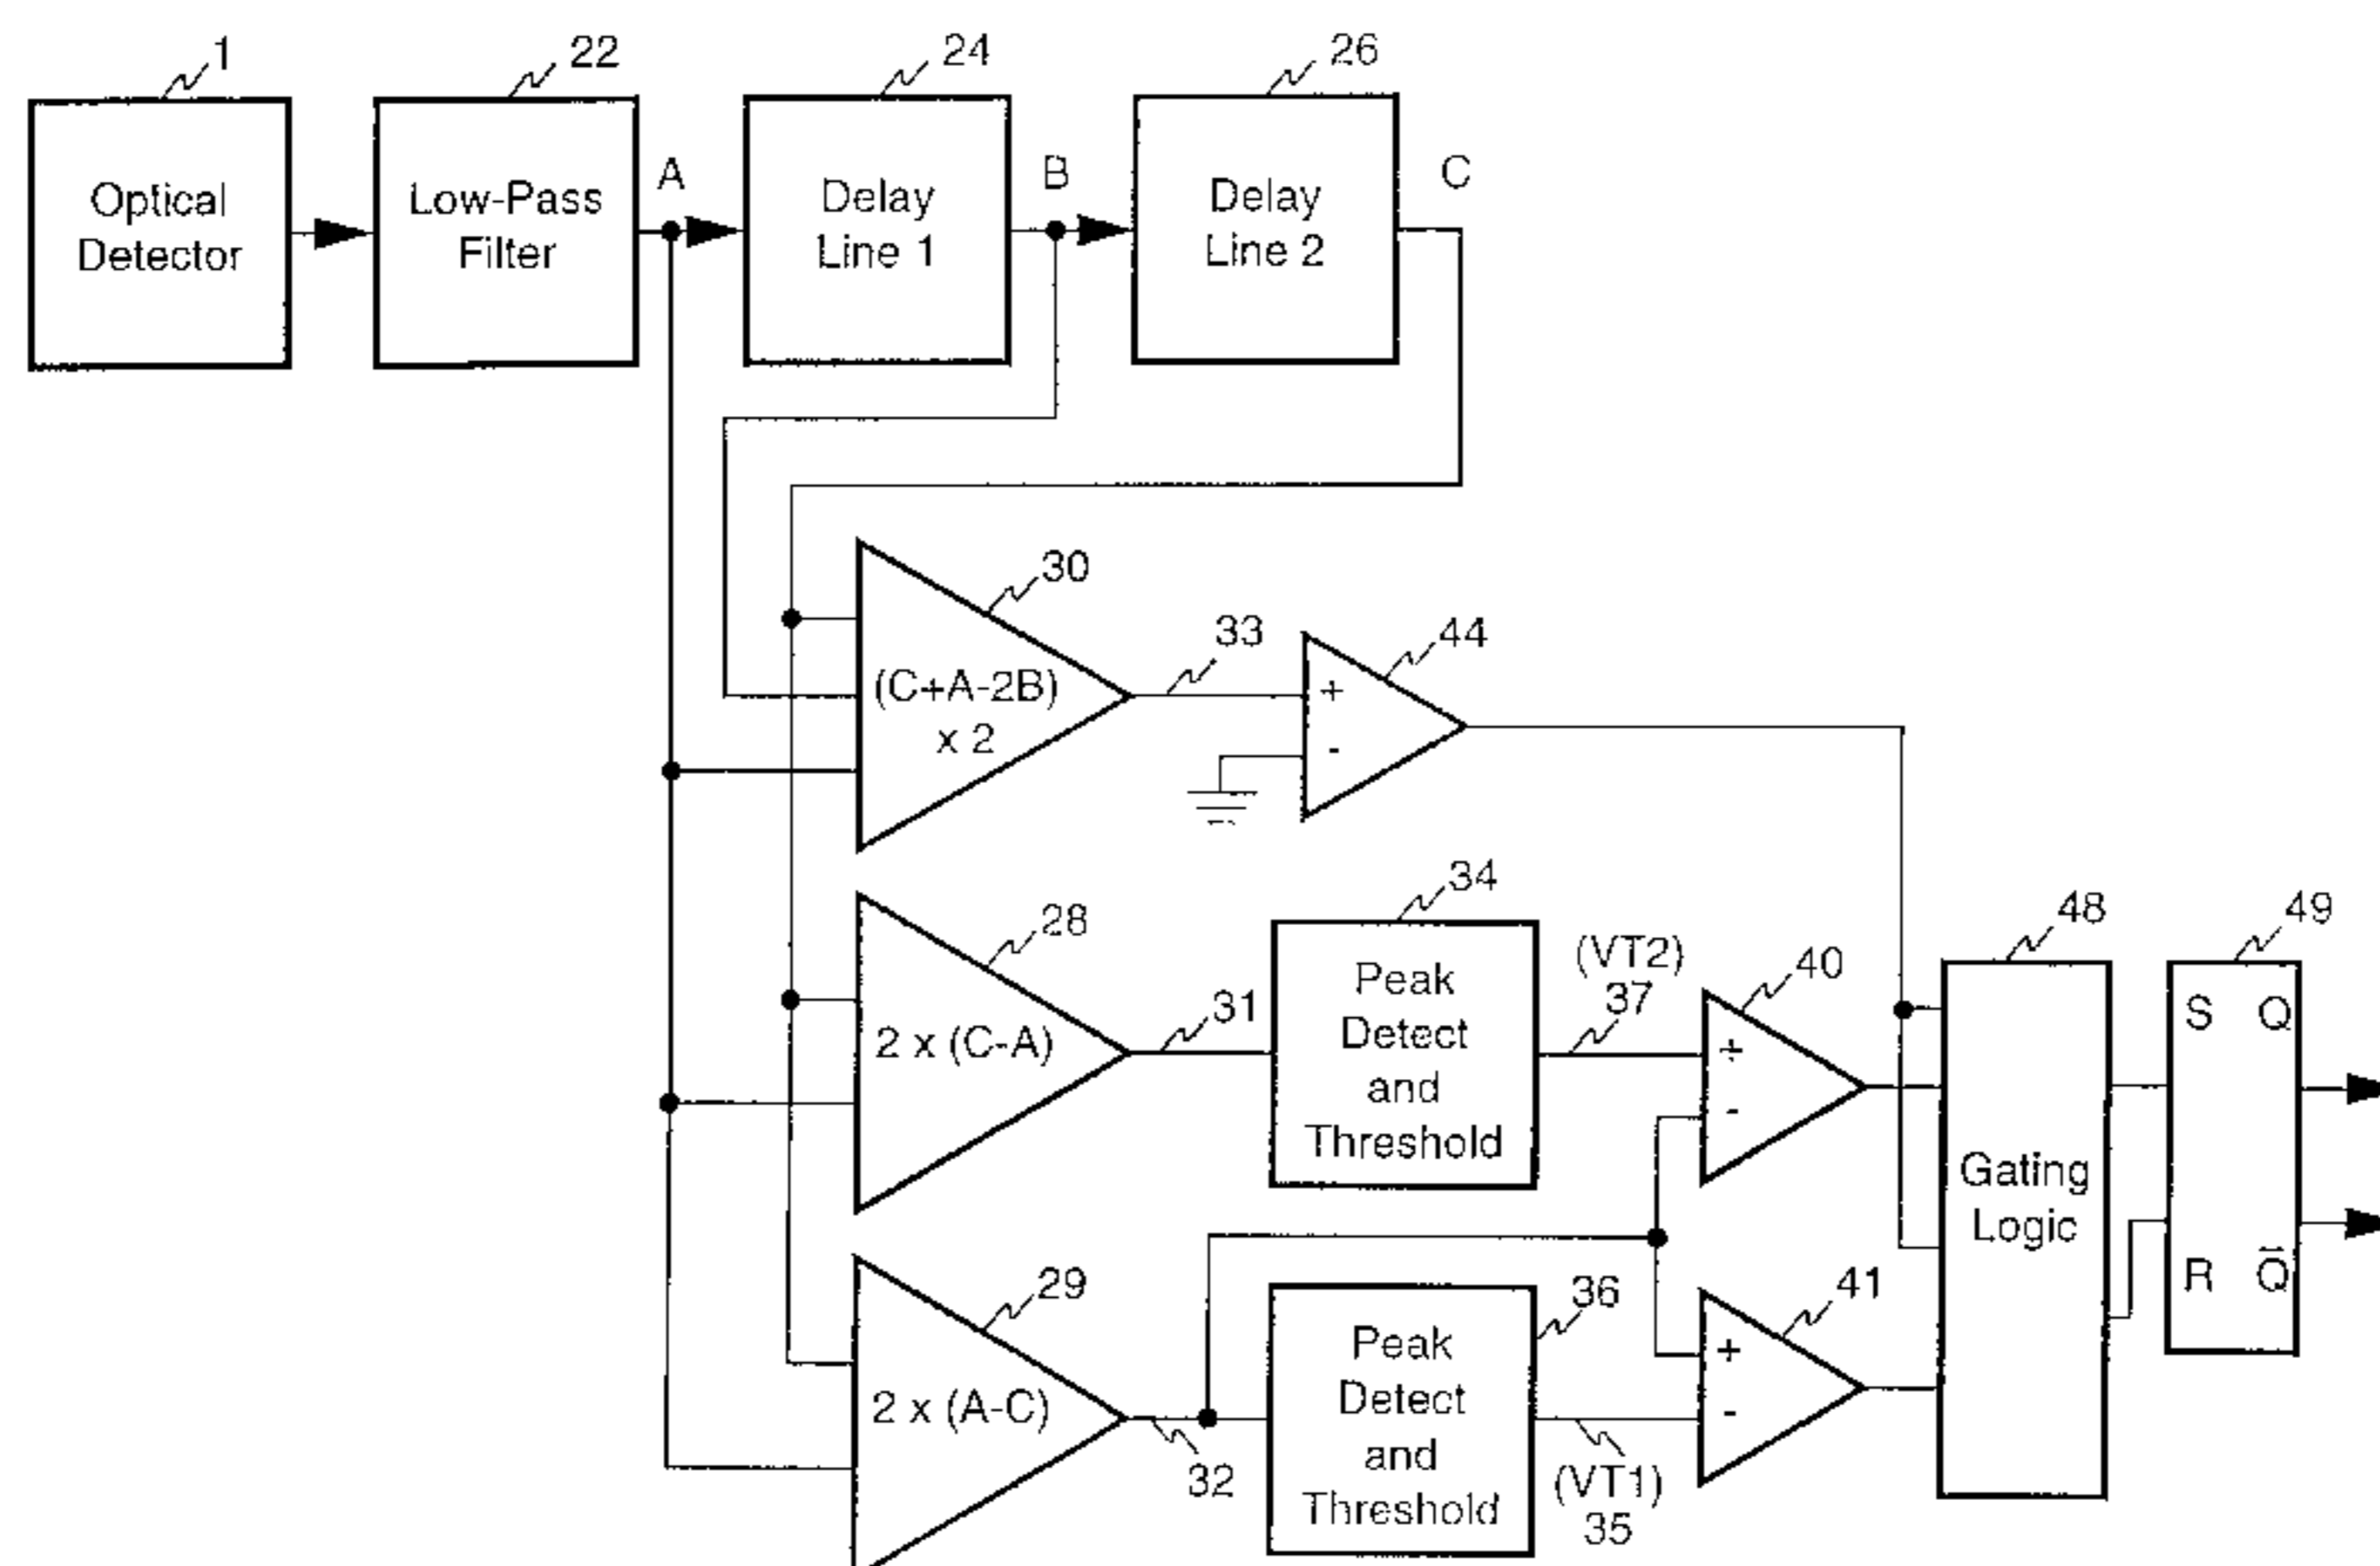 1
22
24
26
Optical
Detector
Low-Pass
Filter
A
Delay
Line 1
B
Delay
Line 2
C
30
(C+A-2B)
x 2
33
44
+
-
28
2 x (C-A)
31
34
Peak
Detect
and
Threshold
(VT2)
37
40
+
-
48
Gating
Logic
49
S Q
R Q̅
29
2 x (A-C)
32
36
Peak
Detect
and
Threshold
(VT1)
35
41
+
-